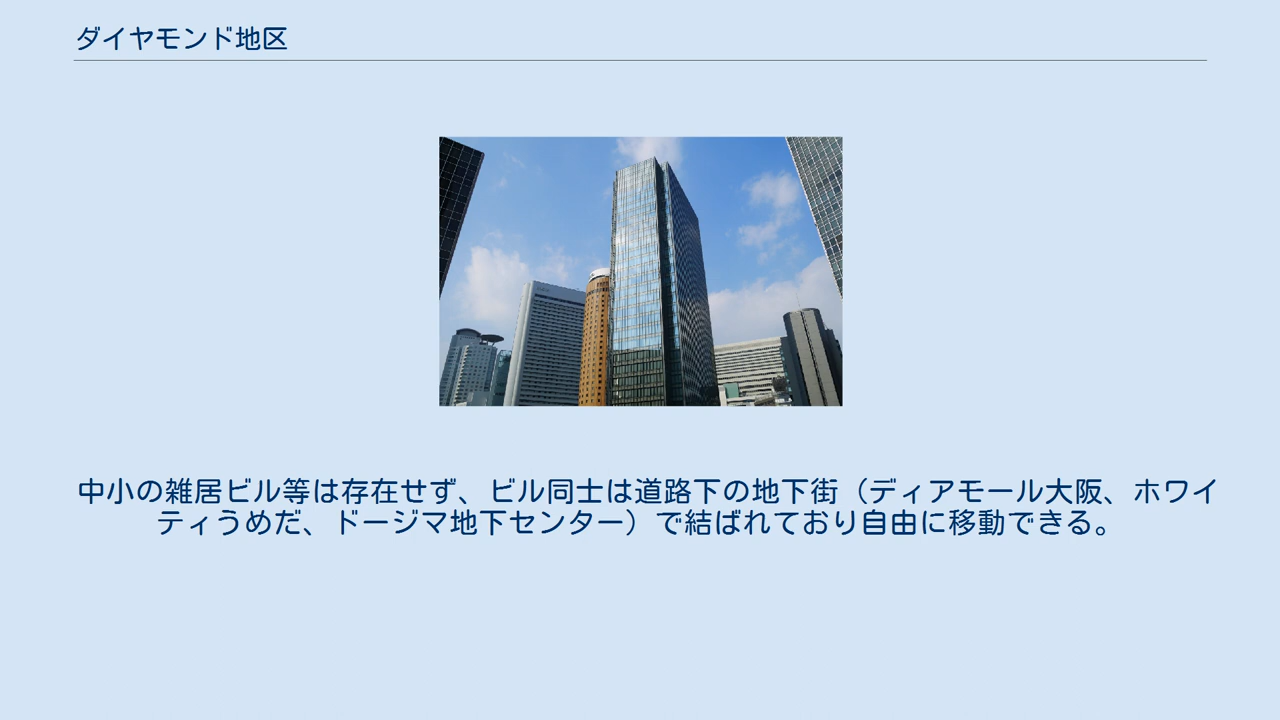 ダイヤモンド地区
中小の雑居ビル等は存在せず、ビル同士は道路下の地下街（ディアモール大阪、ホワイ
ティうめだ、ドージマ地下センター）で結ばれており自由に移動できる。